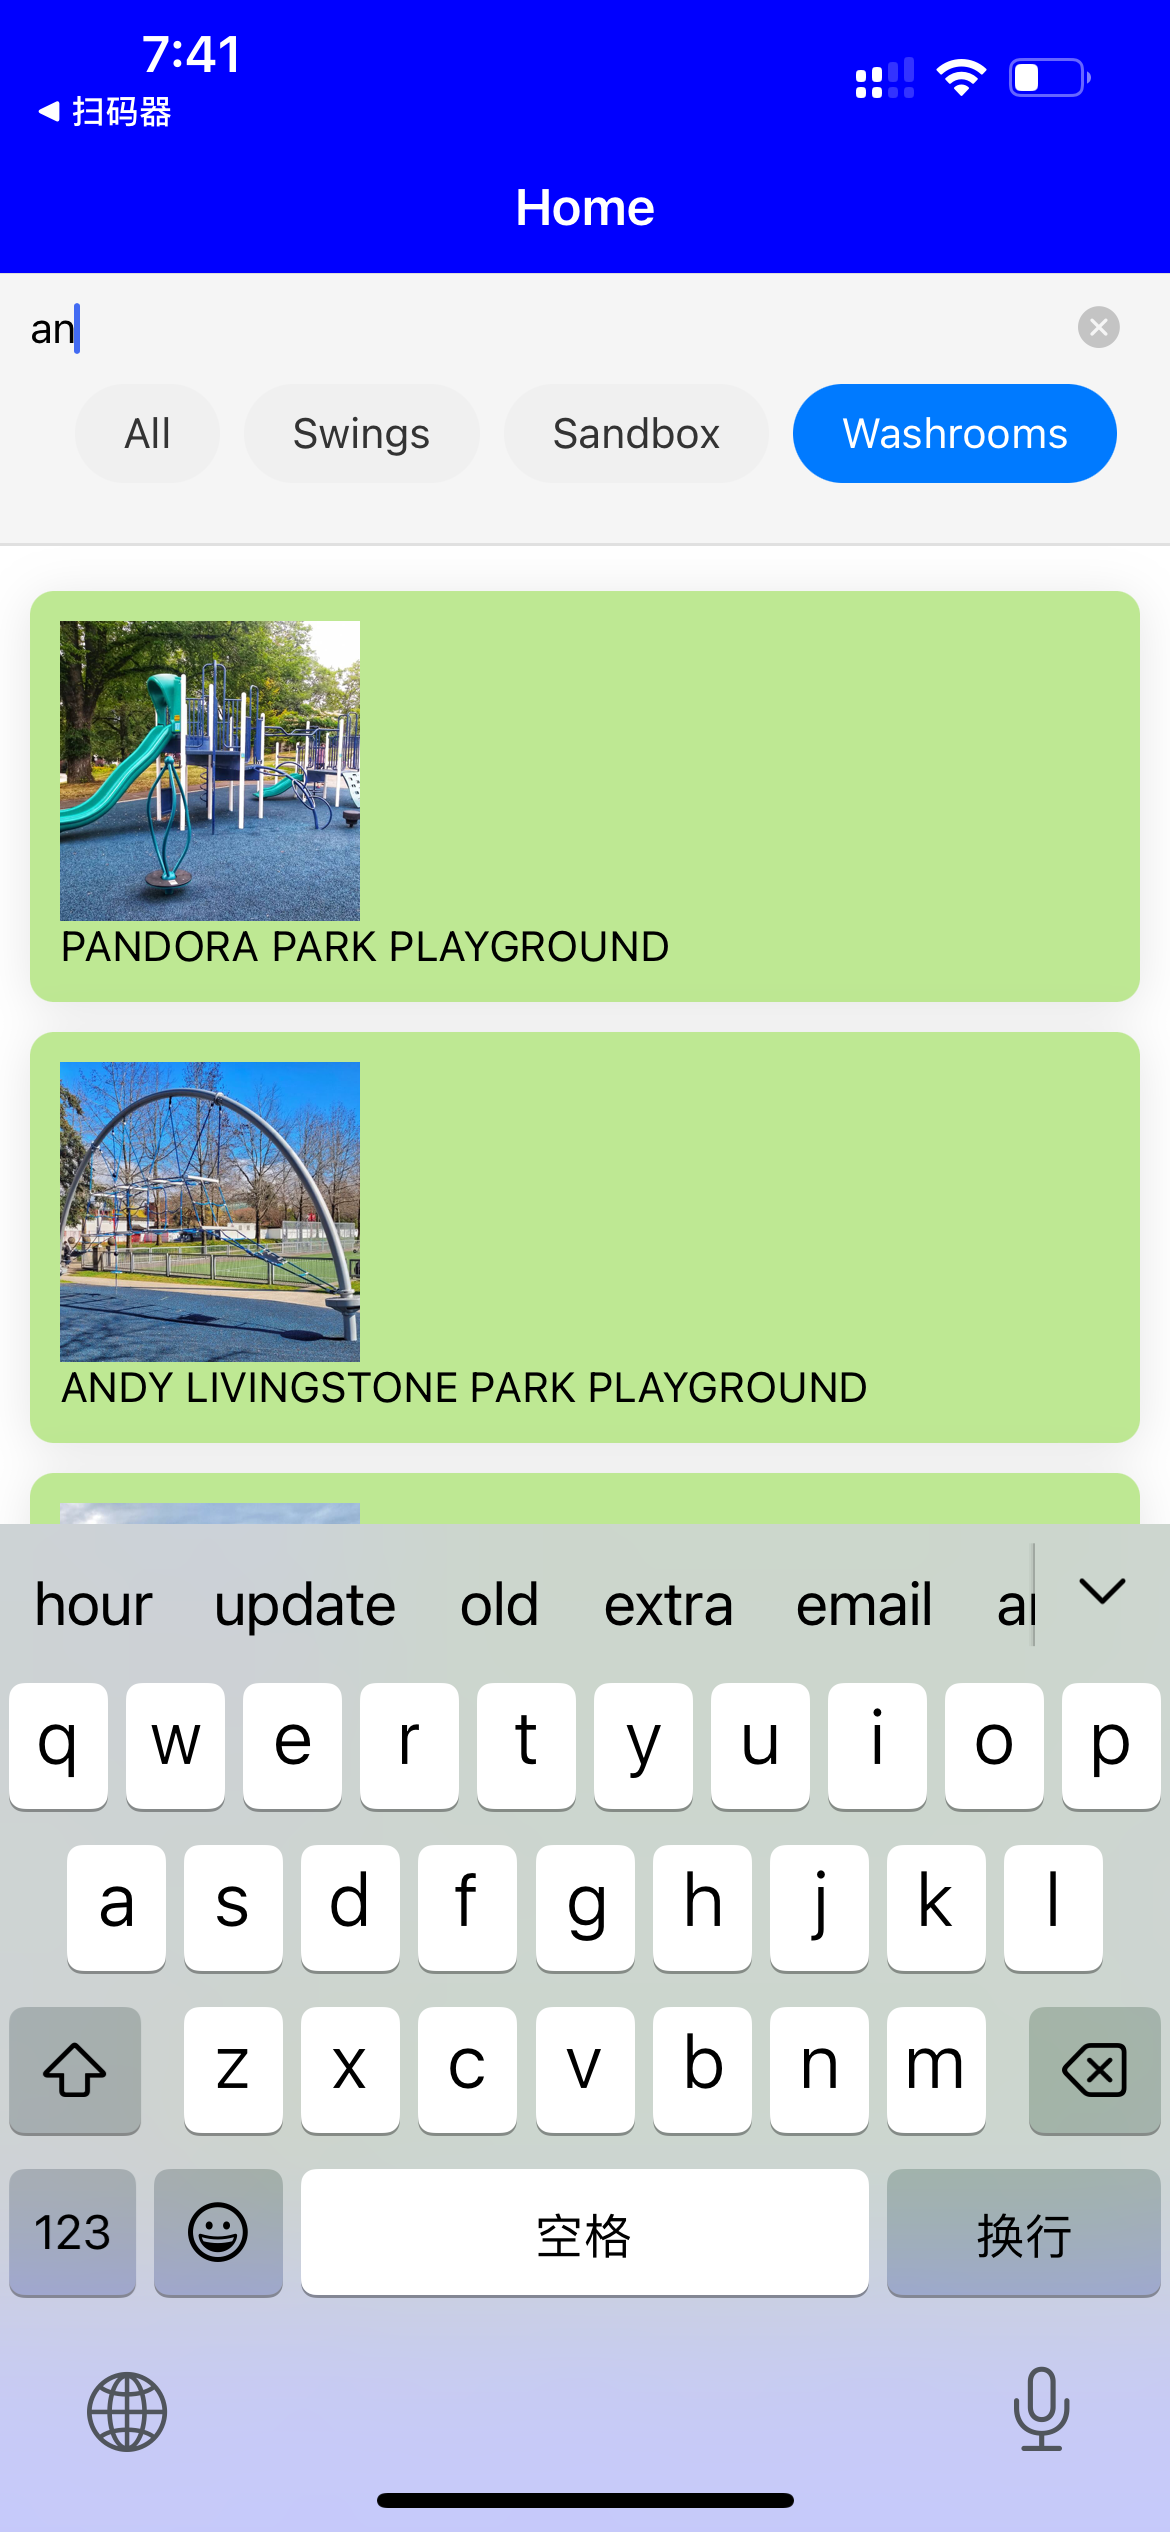 7:41
◀ 扫码器
Home
an
All Swings Sandbox Washrooms
PANDORA PARK PLAYGROUND
ANDY LIVINGSTONE PARK PLAYGROUND
hour update old extra email
q w e r t y u i o p
a s d f g h j k l
z x c v b n m
123 空格 换行